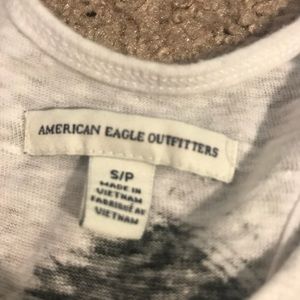 AMERICAN EAGLE OUTFITTERS
S/P
MADE IN
VIETNAM
FABRIQUÉ AU
VIETNAM